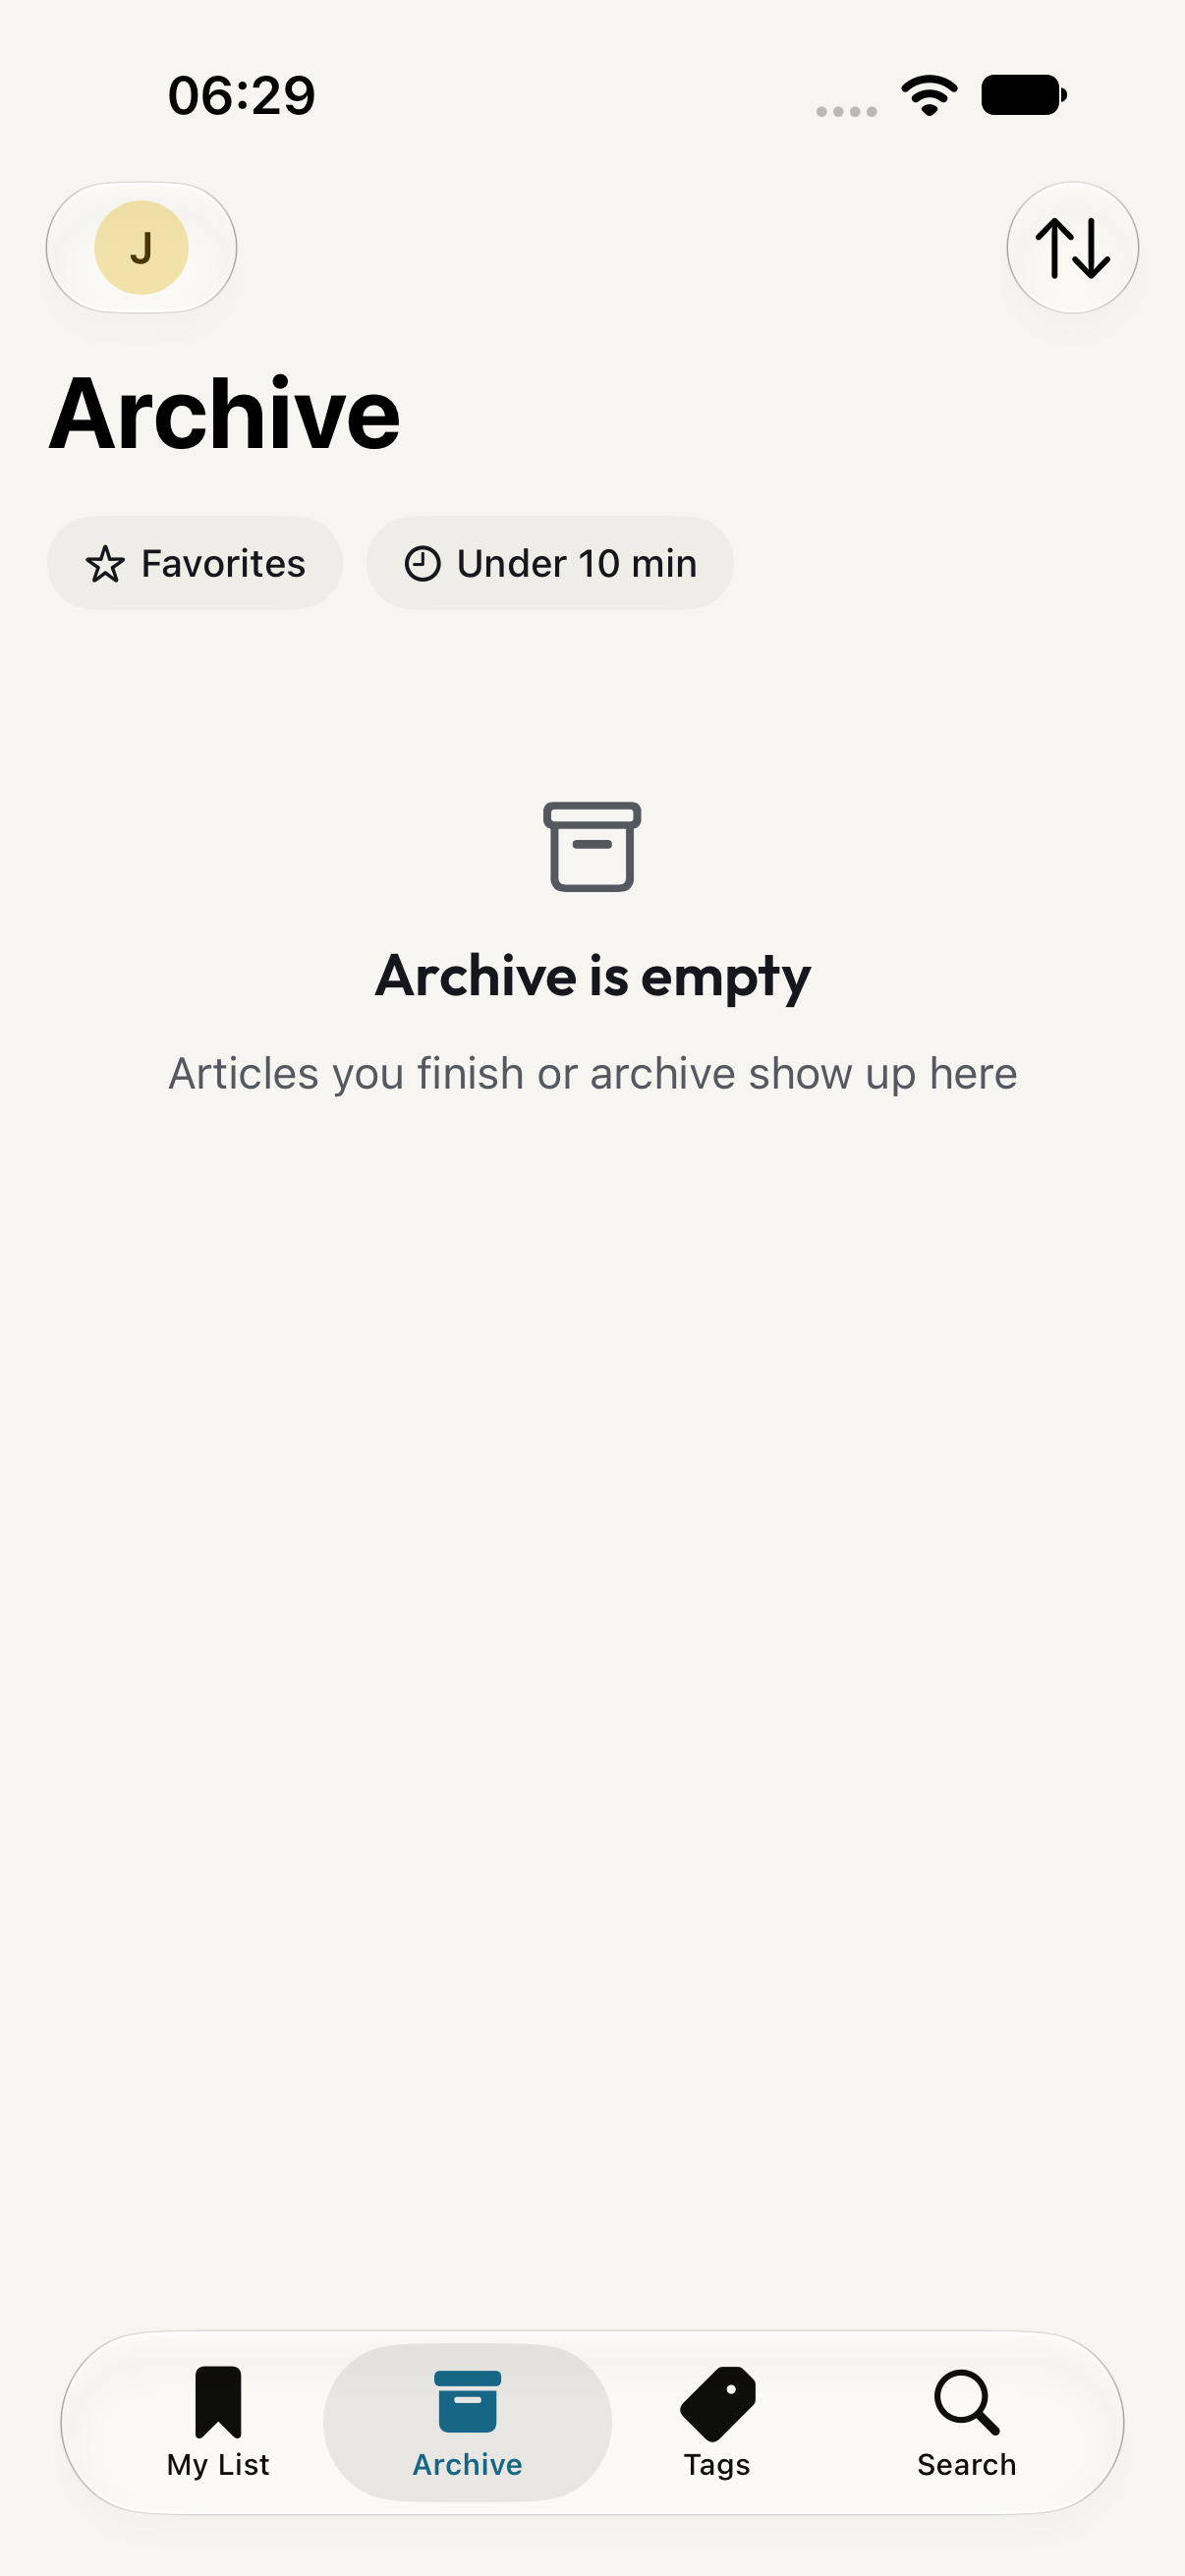 06:29
J
Archive
Favorites
Under 10 min
Archive is empty
Articles you finish or archive show up here
My List
Archive
Tags
Search